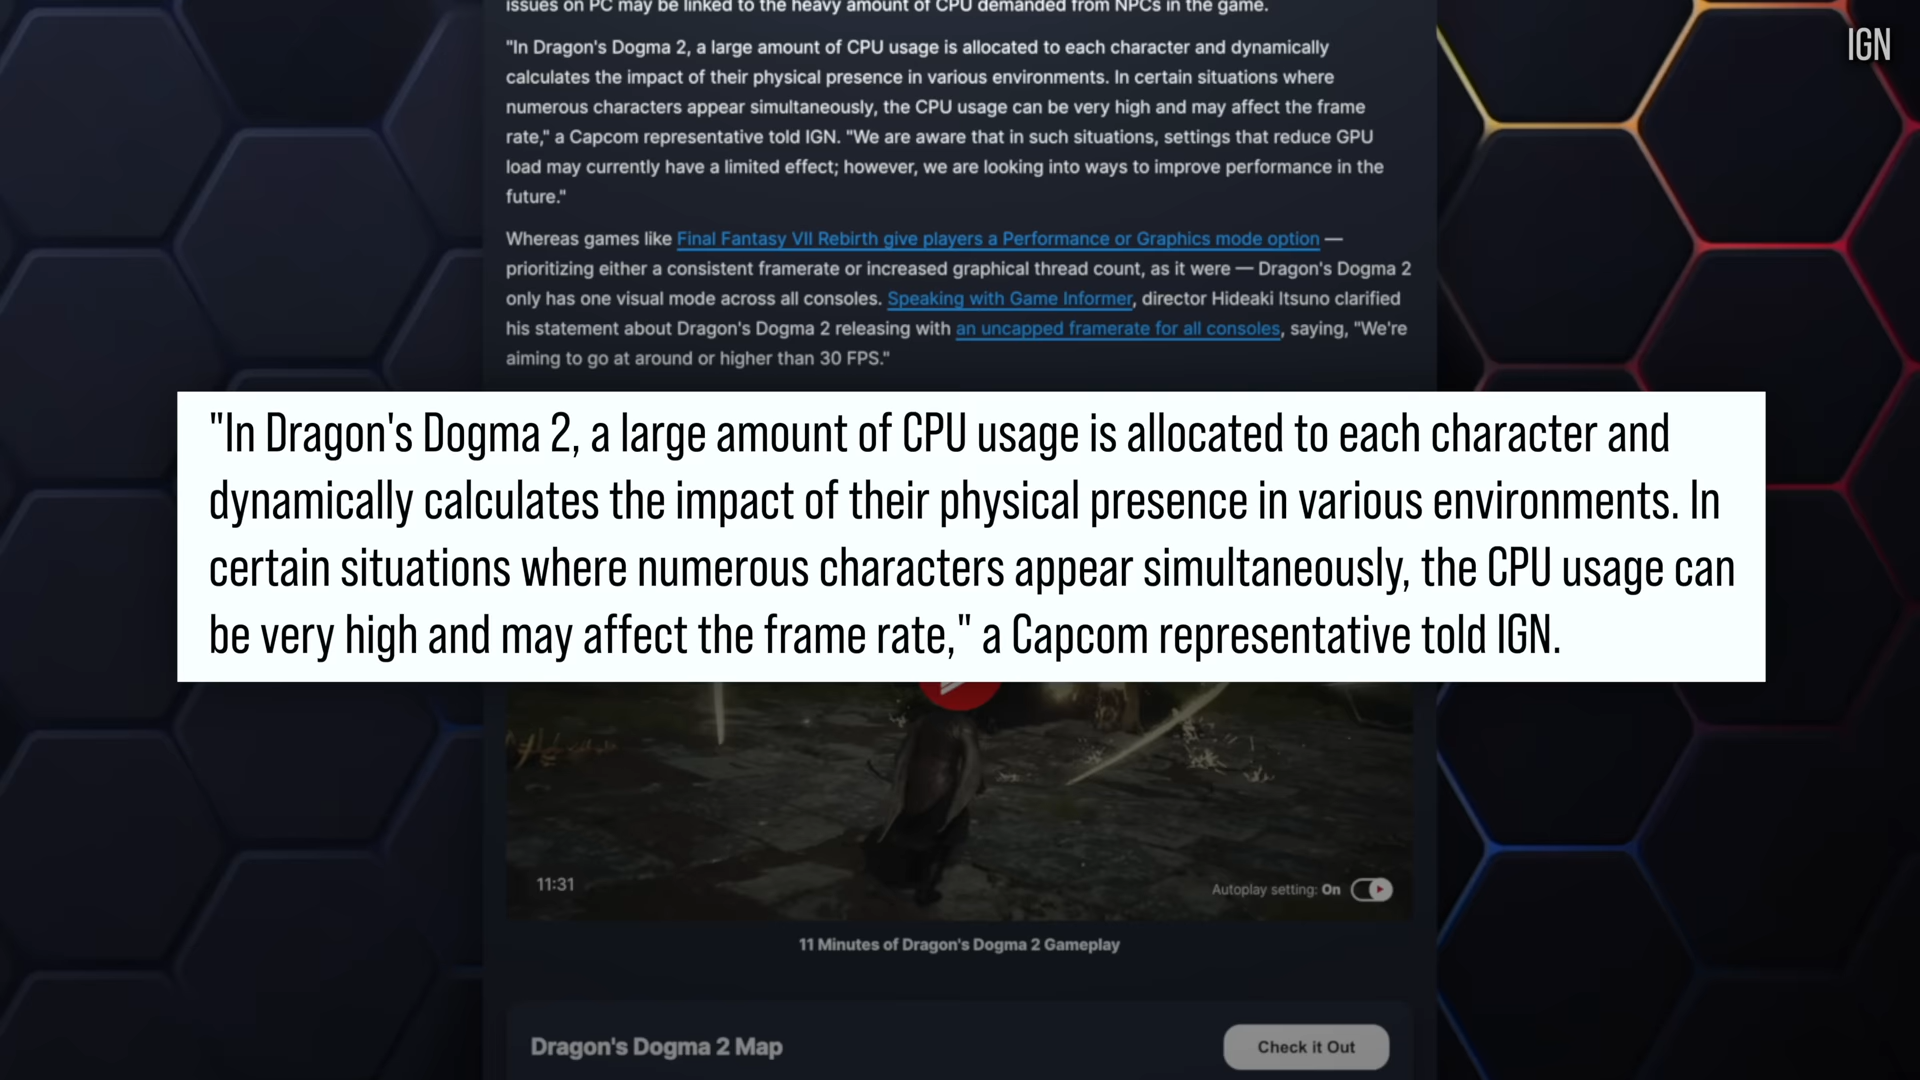 issues on PC may be linked to the heavy amount of CPU demanded from NPCs in the game.
IGN
"In Dragon's Dogma 2, a large amount of CPU usage is allocated to each character and dynamically
calculates the impact of their physical presence in various environments. In certain situations where
numerous characters appear simultaneously, the CPU usage can be very high and may affect the frame
rate," a Capcom representative told IGN. "We are aware that in such situations, settings that reduce GPU
load may currently have a limited effect; however, we are looking into ways to improve performance in the
future."
Whereas games like Final Fantasy VII Rebirth give players a Performance or Graphics mode option —
prioritizing either a consistent framerate or increased graphical thread count, as it were — Dragon's Dogma 2
only has one visual mode across all consoles. Speaking with Game Informer, director Hideaki Itsuno clarified
his statement about Dragon's Dogma 2 releasing with an uncapped framerate for all consoles, saying, "We're
aiming to go at around or higher than 30 FPS."
"In Dragon's Dogma 2, a large amount of CPU usage is allocated to each character and
dynamically calculates the impact of their physical presence in various environments. In
certain situations where numerous characters appear simultaneously, the CPU usage can
be very high and may affect the frame rate," a Capcom representative told IGN.
11:31
Autoplay setting: On
11 Minutes of Dragon's Dogma 2 Gameplay
Dragon's Dogma 2 Map
Check it Out